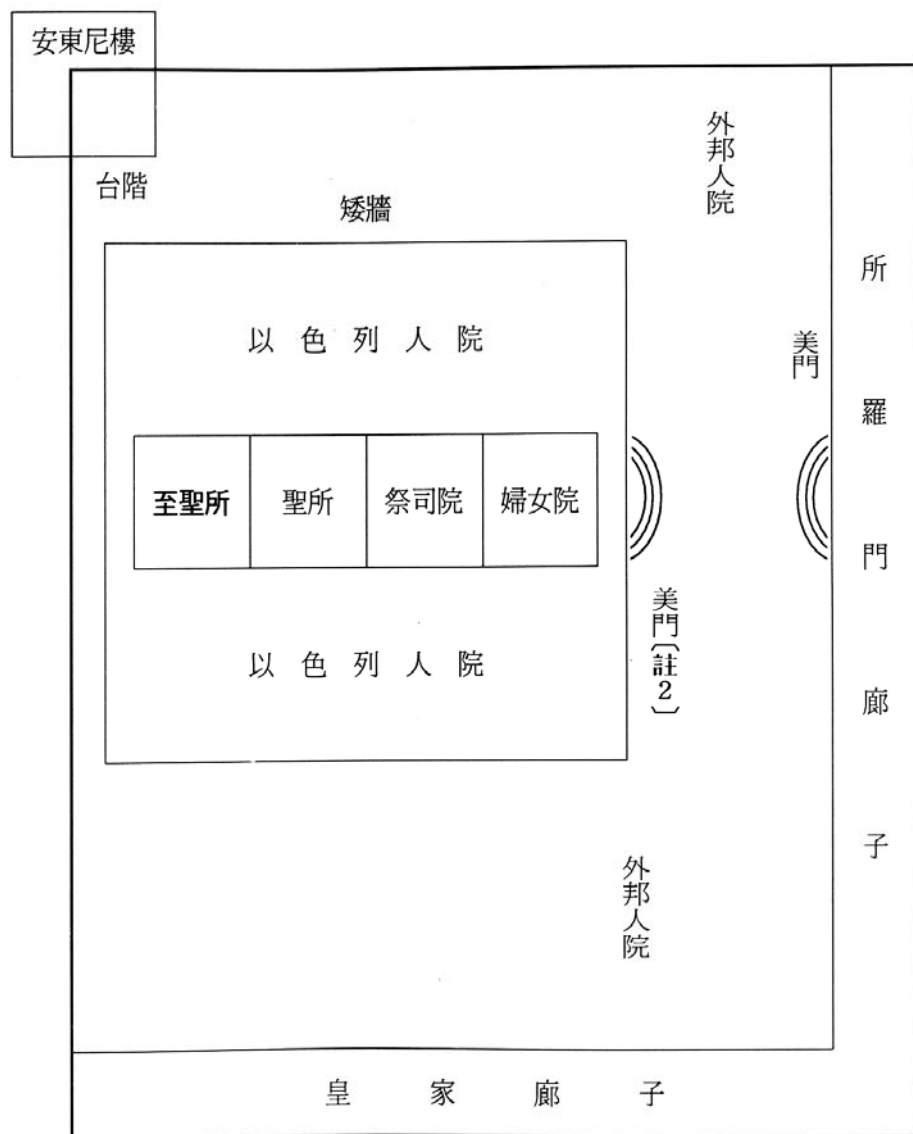 安東尼樓
台階
矮牆
外邦人院
以色列人院
美門
所羅門廊子
至聖所
聖所
祭司院
婦女院
以色列人院
美門〔註2〕
外邦人院
皇家廊子